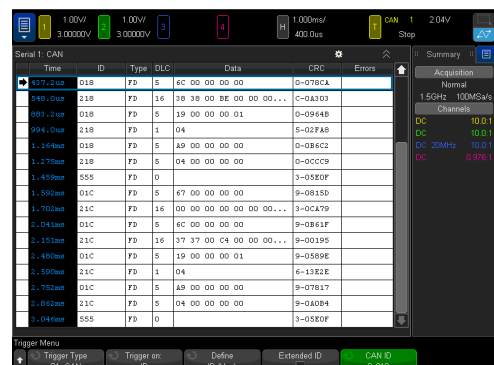 1 1.00V/ 2 1.00V/ 3 4 H 1.000ms/ T CAN 1 2.04V
3.00000V 3.00000V 400.0us Stop
Serial 1: CAN
Summary
Time ID Type DLC Data CRC Errors
437.2us 018 FD 5 6C 00 00 00 00 0-078CA
548.0us 218 FD 16 38 38 00 BE 00 00 00... C-0A303
883.2us 018 FD 5 19 00 00 00 01 0-0964B
994.0us 218 FD 1 04 5-02FA8
1.164ms 018 FD 5 A9 00 00 00 00 0-0B6C2
1.275ms 218 FD 5 04 00 00 00 00 0-0CCC9
1.459ms 555 FD 0 3-05E0F
1.592ms 01C FD 5 67 00 00 00 00 9-0815D
1.702ms 21C FD 16 00 00 00 00 00 00 00... 3-0CA79
2.041ms 01C FD 5 6C 00 00 00 00 9-0B61F
2.151ms 21C FD 16 37 37 00 C4 00 00 00... 9-00195
2.480ms 01C FD 5 19 00 00 00 01 9-0589E
2.590ms 21C FD 1 04 6-13E2E
2.752ms 01C FD 5 A9 00 00 00 00 9-07817
2.862ms 21C FD 5 04 00 00 00 00 9-0A0B4
3.046ms 555 FD 0 3-05E0F
Acquisition
Normal
1.5GHz 100MSa/s
Channels
DC 10.0:1
DC 10.0:1
DC 20MHz 10.0:1
DC 0.976:1
Trigger Menu
Trigger Type Trigger on: Define Extended ID CAN ID